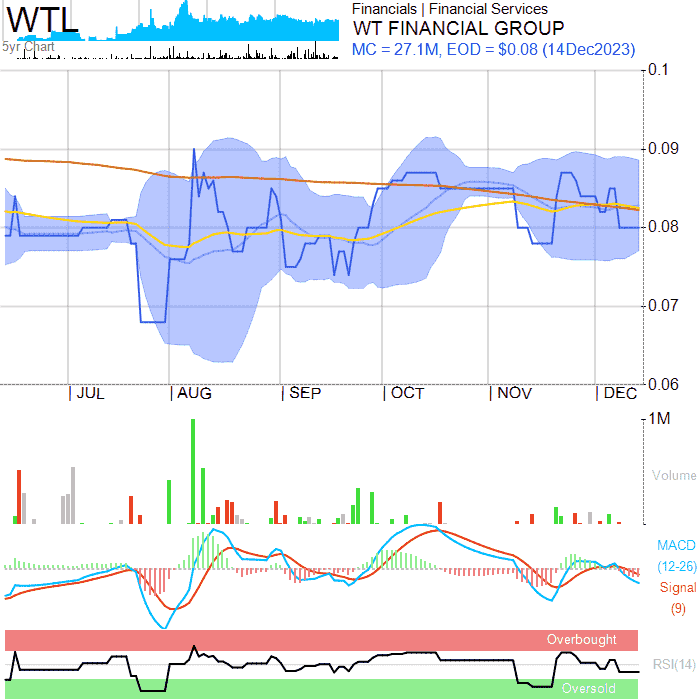 WTL
5yr Chart
Financials | Financial Services
WT FINANCIAL GROUP
MC = 27.1M, EOD = $0.08 (14Dec2023)
0.1
0.09
0.08
0.07
0.06
JUL AUG SEP OCT NOV DEC
1M
Volume
MACD
(12-26)
Signal
(9)
Overbought
RSI(14)
Oversold